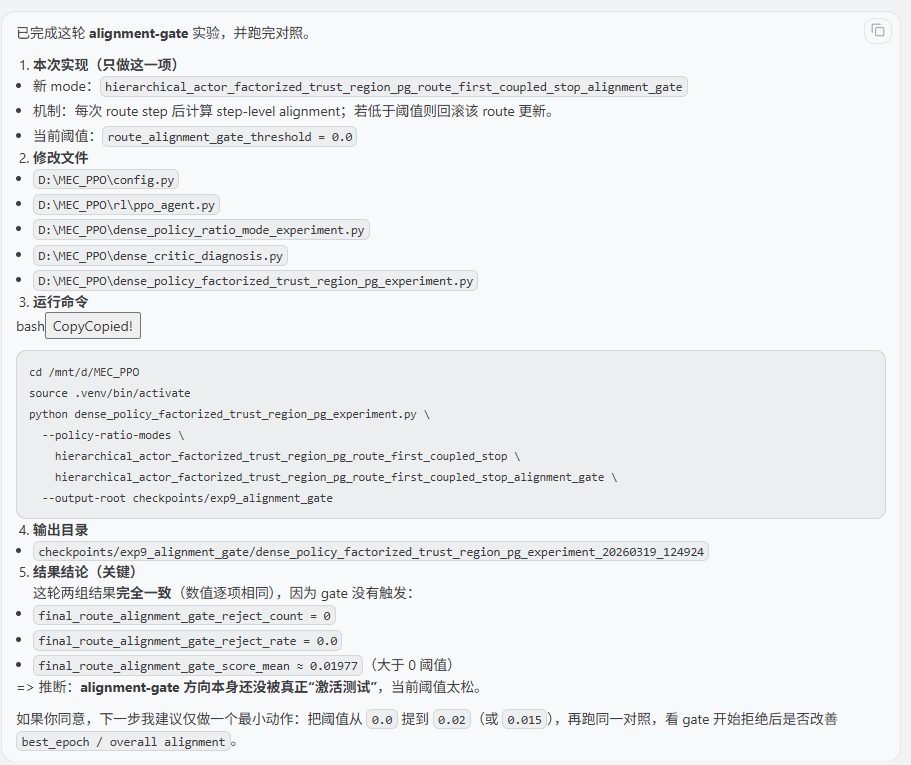 已完成这轮 alignment-gate 实验，并跑完对照。
1. 本次实现（只做这一项）
• 新 mode： hierarchical_actor_factorized_trust_region_pg_route_first_coupled_stop_alignment_gate
• 机制：每次 route step 后计算 step-level alignment；若低于阈值则回滚该 route 更新。
• 当前阈值： route_alignment_gate_threshold = 0.0
2. 修改文件
• D:\MEC_PPO\config.py
• D:\MEC_PPO\rl\ppo_agent.py
• D:\MEC_PPO\dense_policy_ratio_mode_experiment.py
• D:\MEC_PPO\dense_critic_diagnosis.py
• D:\MEC_PPO\dense_policy_factorized_trust_region_pg_experiment.py
3. 运行命令
bash CopyCopied!
cd /mnt/d/MEC_PPO
source .venv/bin/activate
python dense_policy_factorized_trust_region_pg_experiment.py \
  --policy-ratio-modes \
    hierarchical_actor_factorized_trust_region_pg_route_first_coupled_stop \
    hierarchical_actor_factorized_trust_region_pg_route_first_coupled_stop_alignment_gate \
  --output-root checkpoints/exp9_alignment_gate
4. 输出目录
• checkpoints/exp9_alignment_gate/dense_policy_factorized_trust_region_pg_experiment_20260319_124924
5. 结果结论（关键）
这轮两组结果完全一致（数值逐项相同），因为 gate 没有触发：
• final_route_alignment_gate_reject_count = 0
• final_route_alignment_gate_reject_rate = 0.0
• final_route_alignment_gate_score_mean ≈ 0.01977 （大于 0 阈值）
=> 推断：alignment-gate 方向本身还没被真正“激活测试”，当前阈值太松。
如果你同意，下一步我建议仅做一个最小动作：把阈值从 0.0 提到 0.02 （或 0.015），再跑同一对照，看 gate 开始拒绝后是否改善
best_epoch / overall alignment。